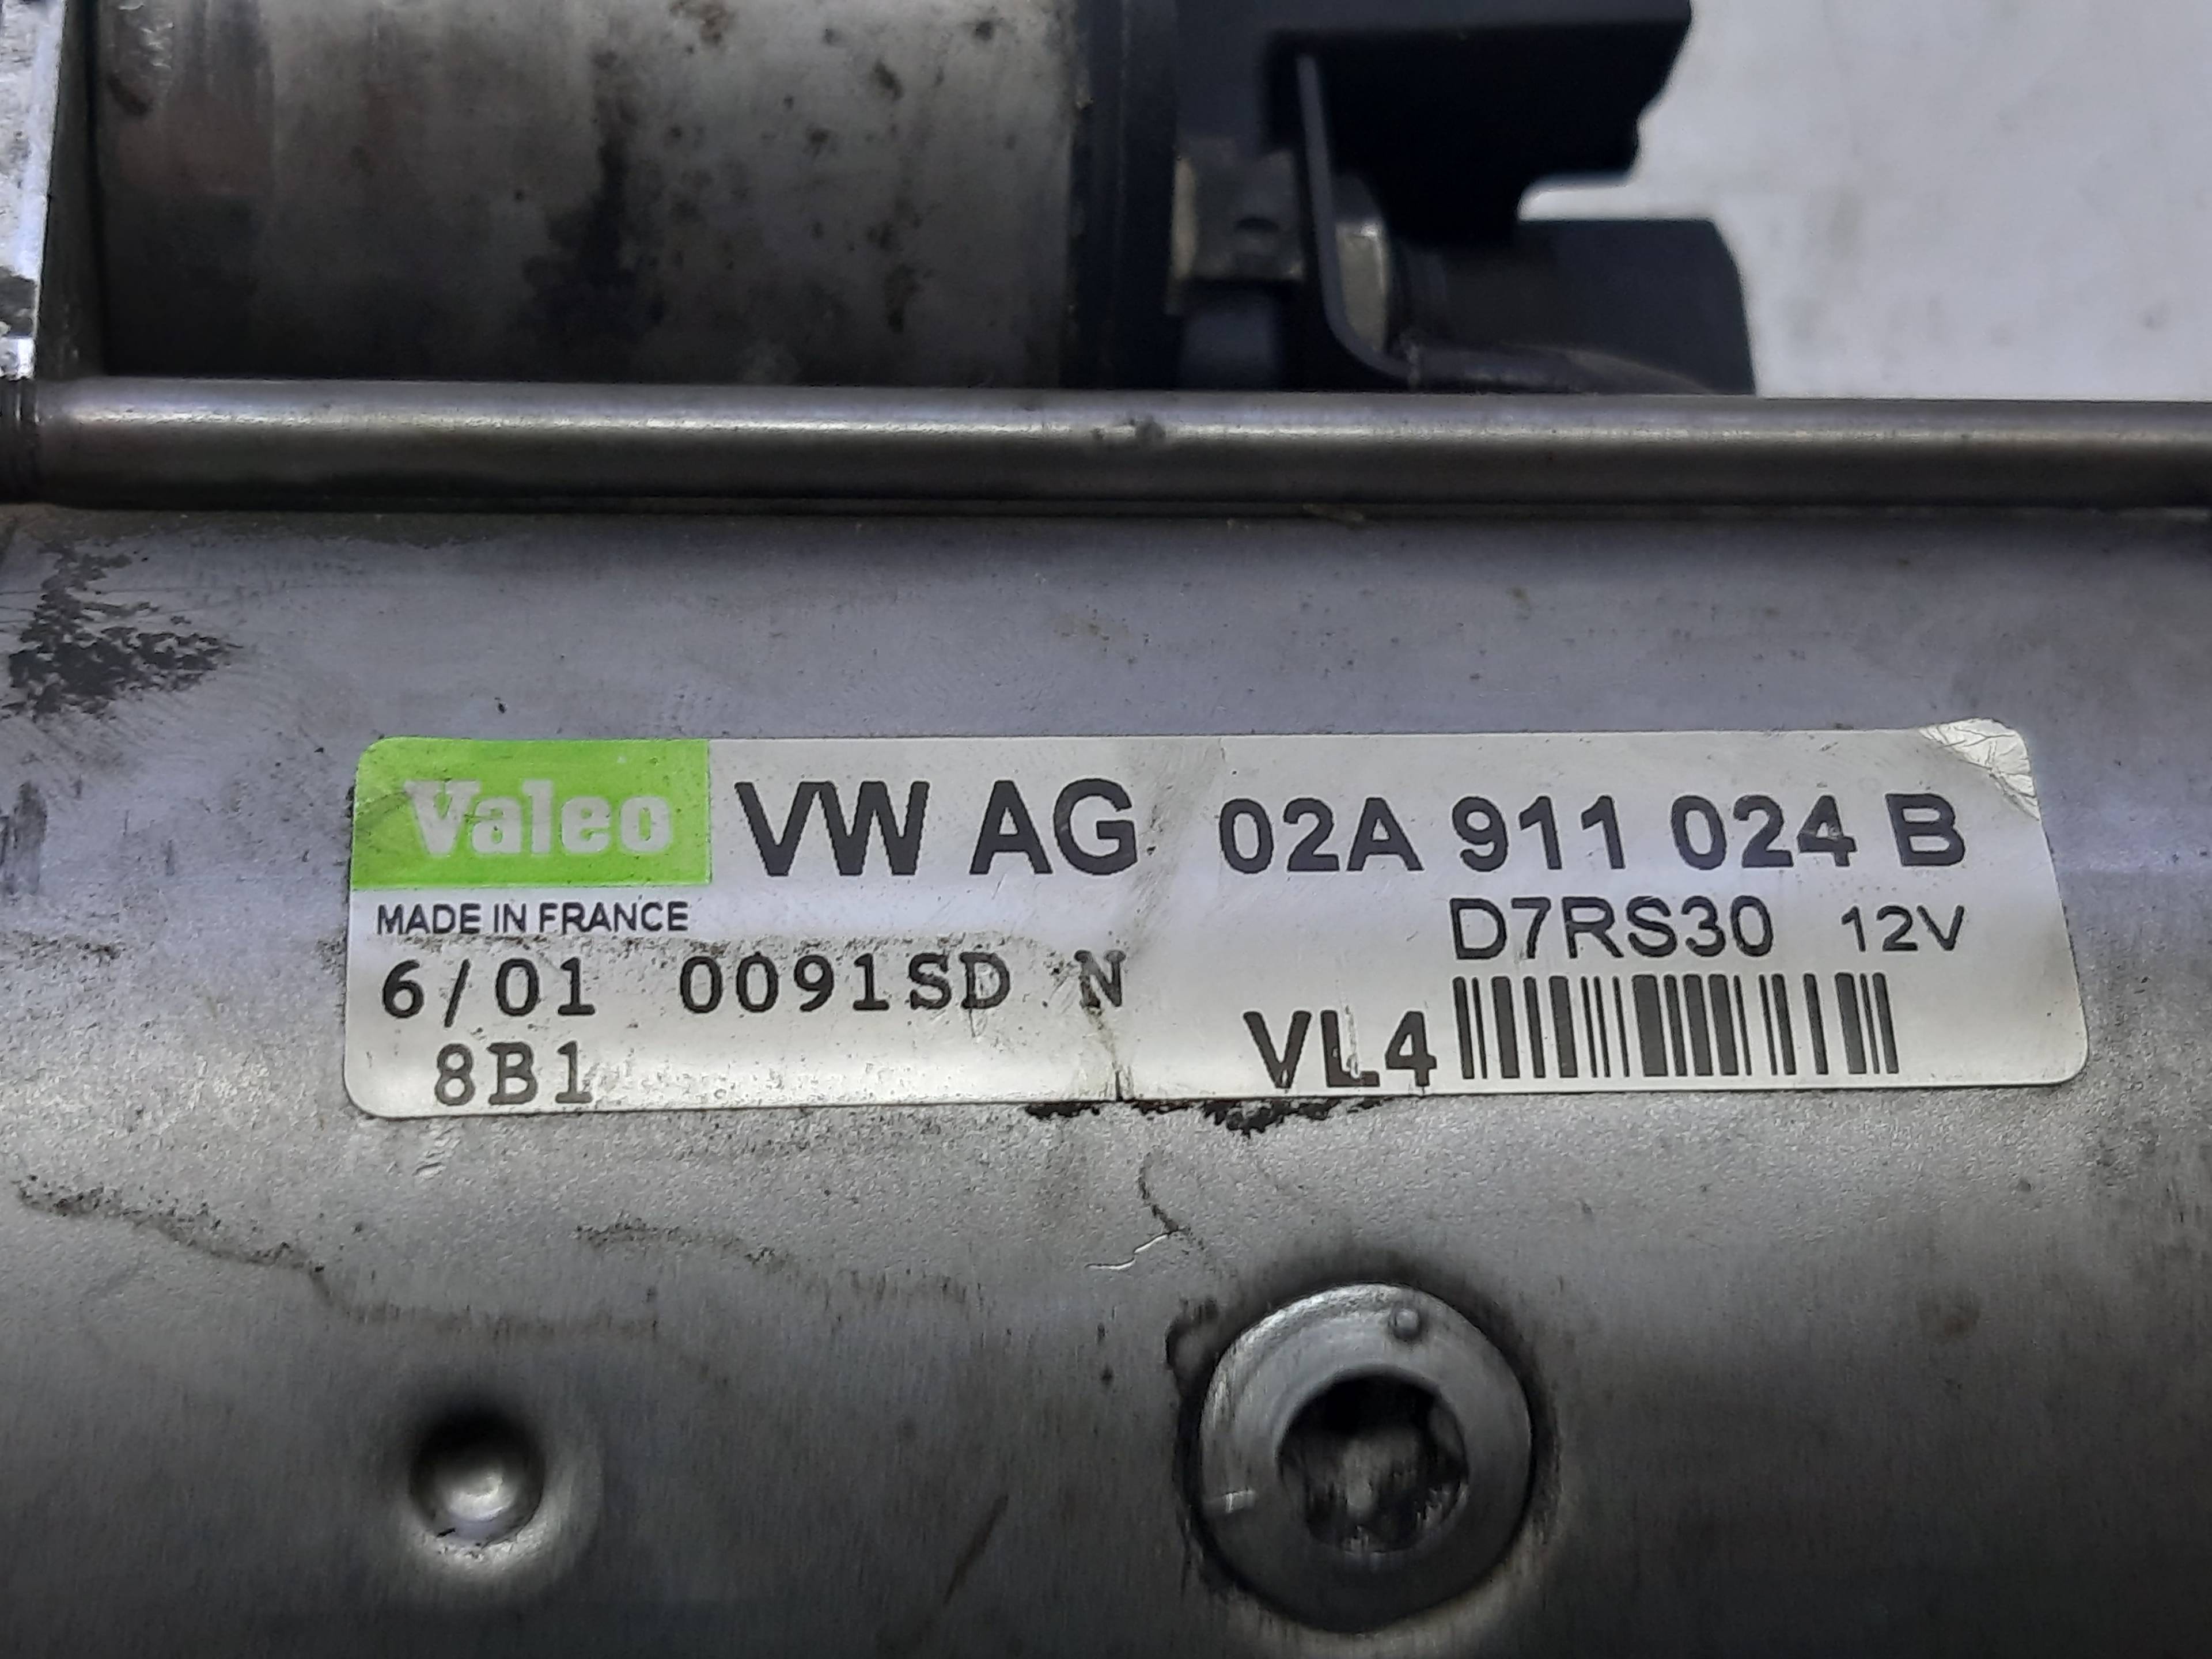 Valeo VW AG 02A 911 024 B
MADE IN FRANCE D7RS30 12V
6/01 0091SD N
8B1 VL4